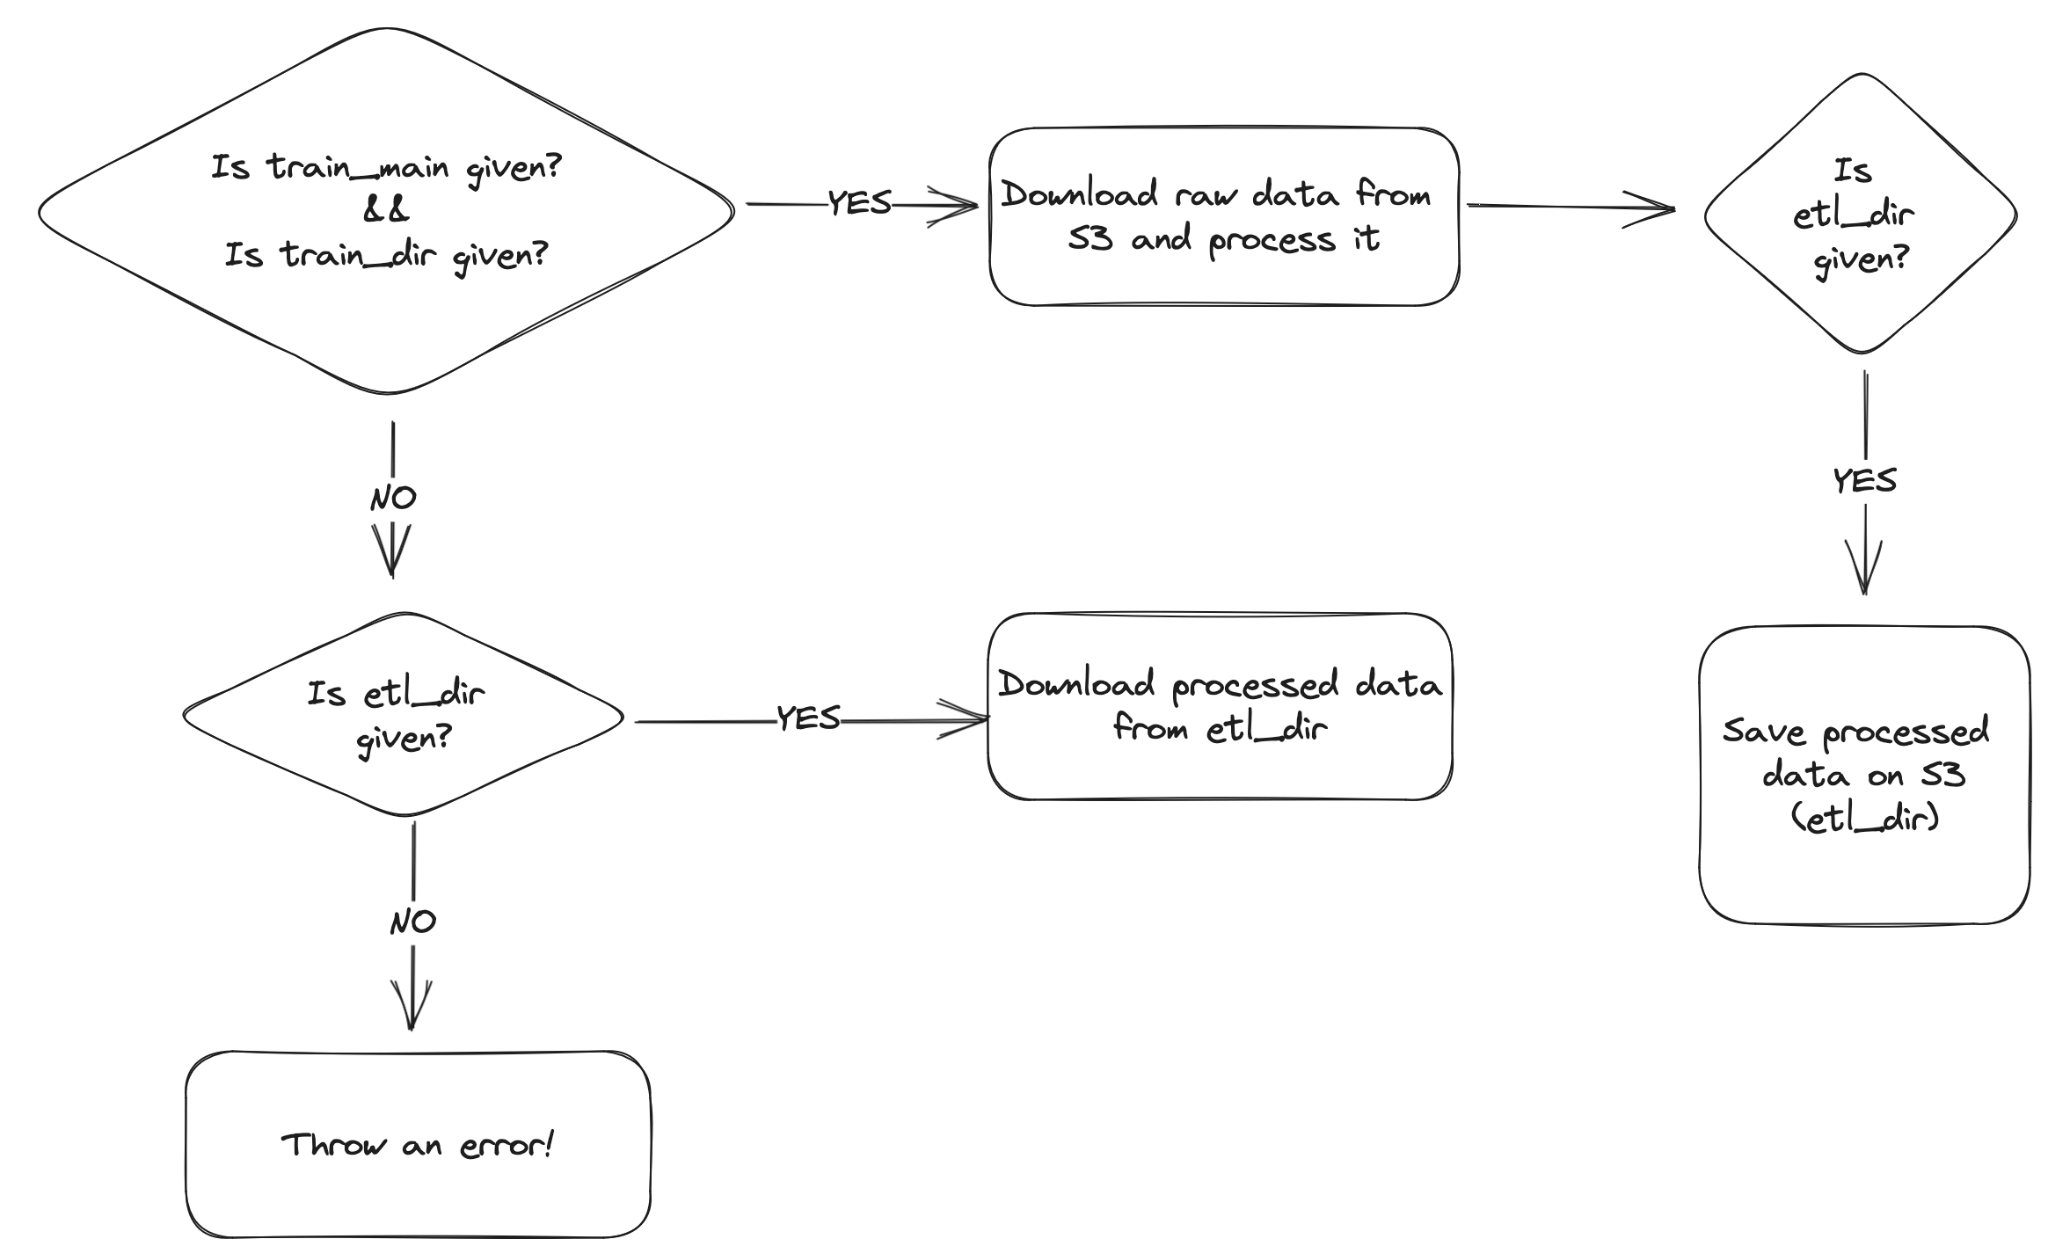 Is train_main given?
&&
Is train_dir given?
YES
Download raw data from
S3 and process it
Is
etl_dir
given?
YES
Save processed
data on S3
(etl_dir)
NO
Is etl_dir
given?
YES
Download processed data
from etl_dir
NO
Throw an error!